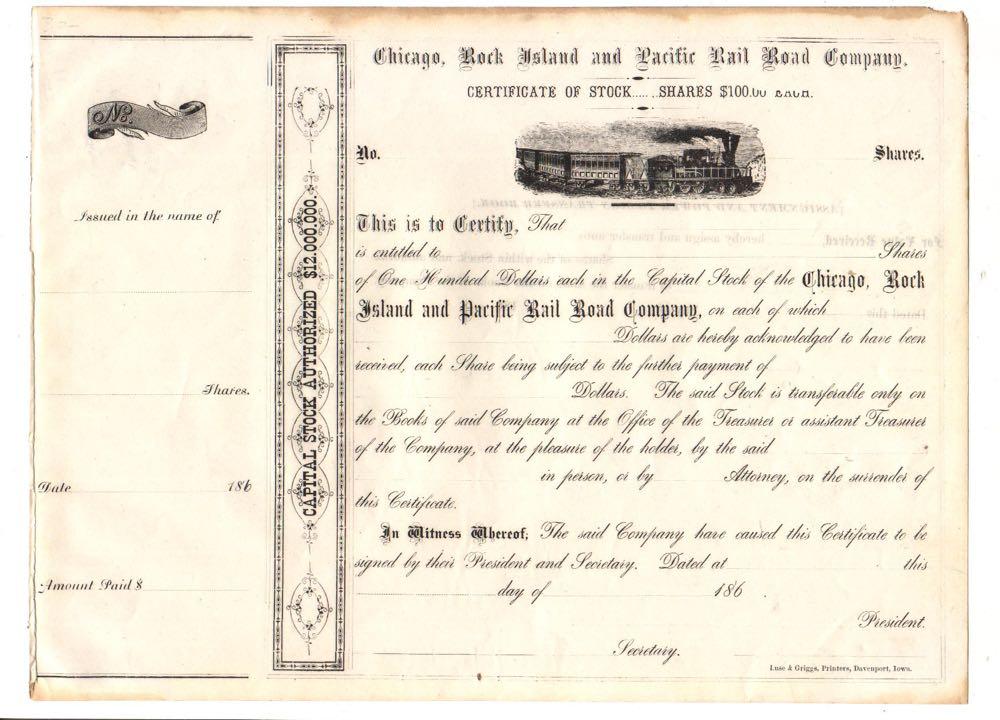 No.
Issued in the name of
Shares.
Date 186
Amount Paid $
CAPITAL STOCK AUTHORIZED $12.000.000.
Chicago, Rock Island and Pacific Rail Road Company.
CERTIFICATE OF STOCK...... SHARES $100.00 EACH.
No. Shares.
This is to Certify, That
is entitled to Shares
of One Hundred Dollars each in the Capital Stock of the Chicago, Rock
Island and Pacific Rail Road Company, on each of which
Dollars are hereby acknowledged to have been
received, each Share being subject to the further payment of
Dollars. The said Stock is transferable only on
the Books of said Company at the Office of the Treasurer or assistant Treasurer
of the Company, at the pleasure of the holder, by the said
in person, or by Attorney, on the surrender of
this Certificate.
In Witness Whereof, The said Company have caused this Certificate to be
signed by their President and Secretary. Dated at this
day of 186 .
President.
Secretary.
Luse & Griggs, Printers, Davenport, Iowa.